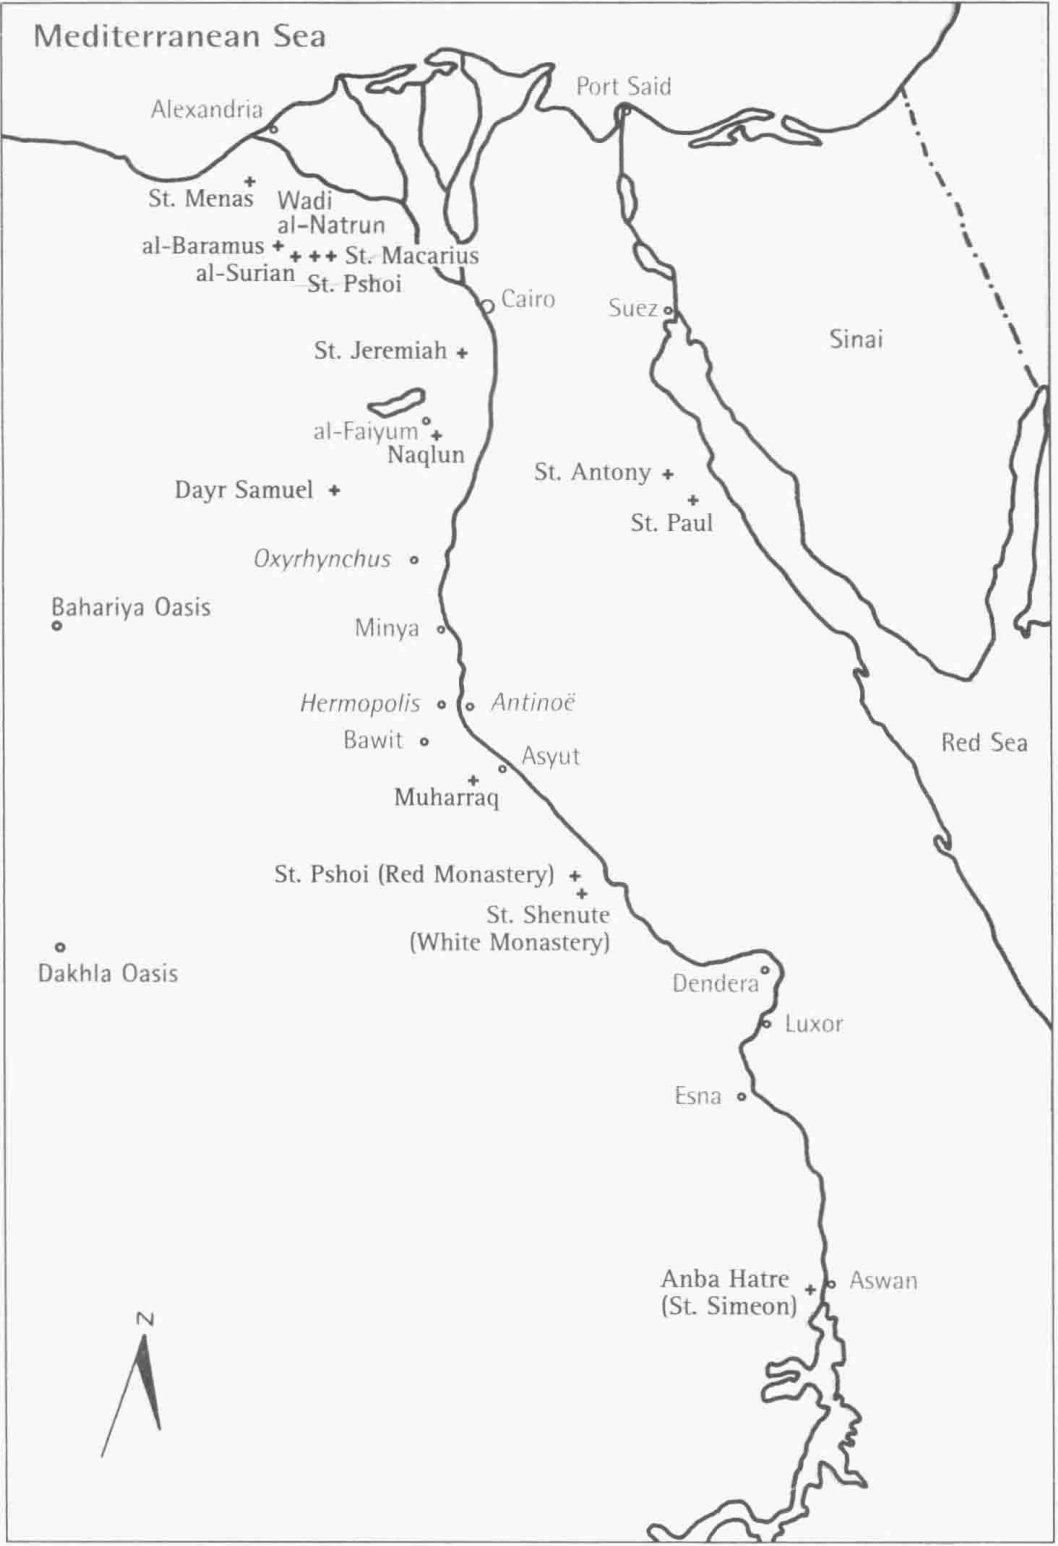 Mediterranean Sea
Port Said
Alexandria
St. Menas
Wadi
al-Natrun
al-Baramus
St. Macarius
al-Surian
St. Pshoi
Cairo
Suez
Sinai
St. Jeremiah
al-Faiyum
Naqlun
St. Antony
Dayr Samuel
St. Paul
Oxyrhynchus
Bahariya Oasis
Minya
Hermopolis
Antinoë
Bawit
Red Sea
Asyut
Muharraq
St. Pshoi (Red Monastery)
St. Shenute
(White Monastery)
Dakhla Oasis
Dendera
Luxor
Esna
Anba Hatre
(St. Simeon)
Aswan
N